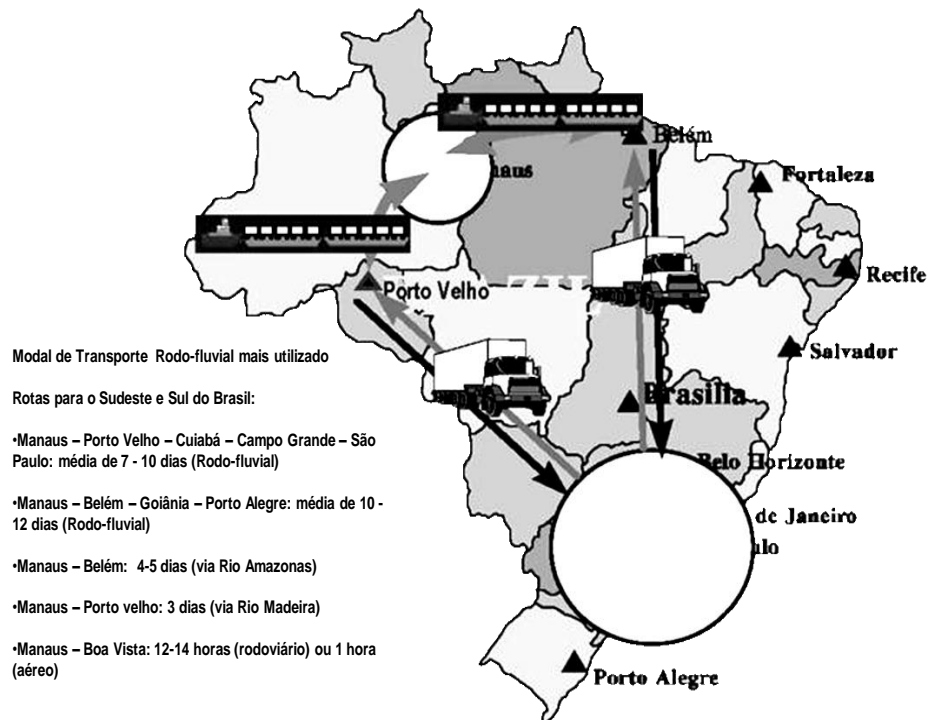 Belém
haus
Fortaleza
Recife
Porto Velho
Salvador
Brasilia
Modal de Transporte Rodo-fluvial mais utilizado
Rotas para o Sudeste e Sul do Brasil:
•Manaus – Porto Velho – Cuiabá – Campo Grande – São
Paulo: média de 7 - 10 dias (Rodo-fluvial)
•Manaus – Belém – Goiânia – Porto Alegre: média de 10 -
12 dias (Rodo-fluvial)
•Manaus – Belém: 4-5 dias (via Rio Amazonas)
•Manaus – Porto velho: 3 dias (via Rio Madeira)
•Manaus – Boa Vista: 12-14 horas (rodoviário) ou 1 hora
(aéreo)
Belo Horizonte
de Janeiro
ulo
Porto Alegre